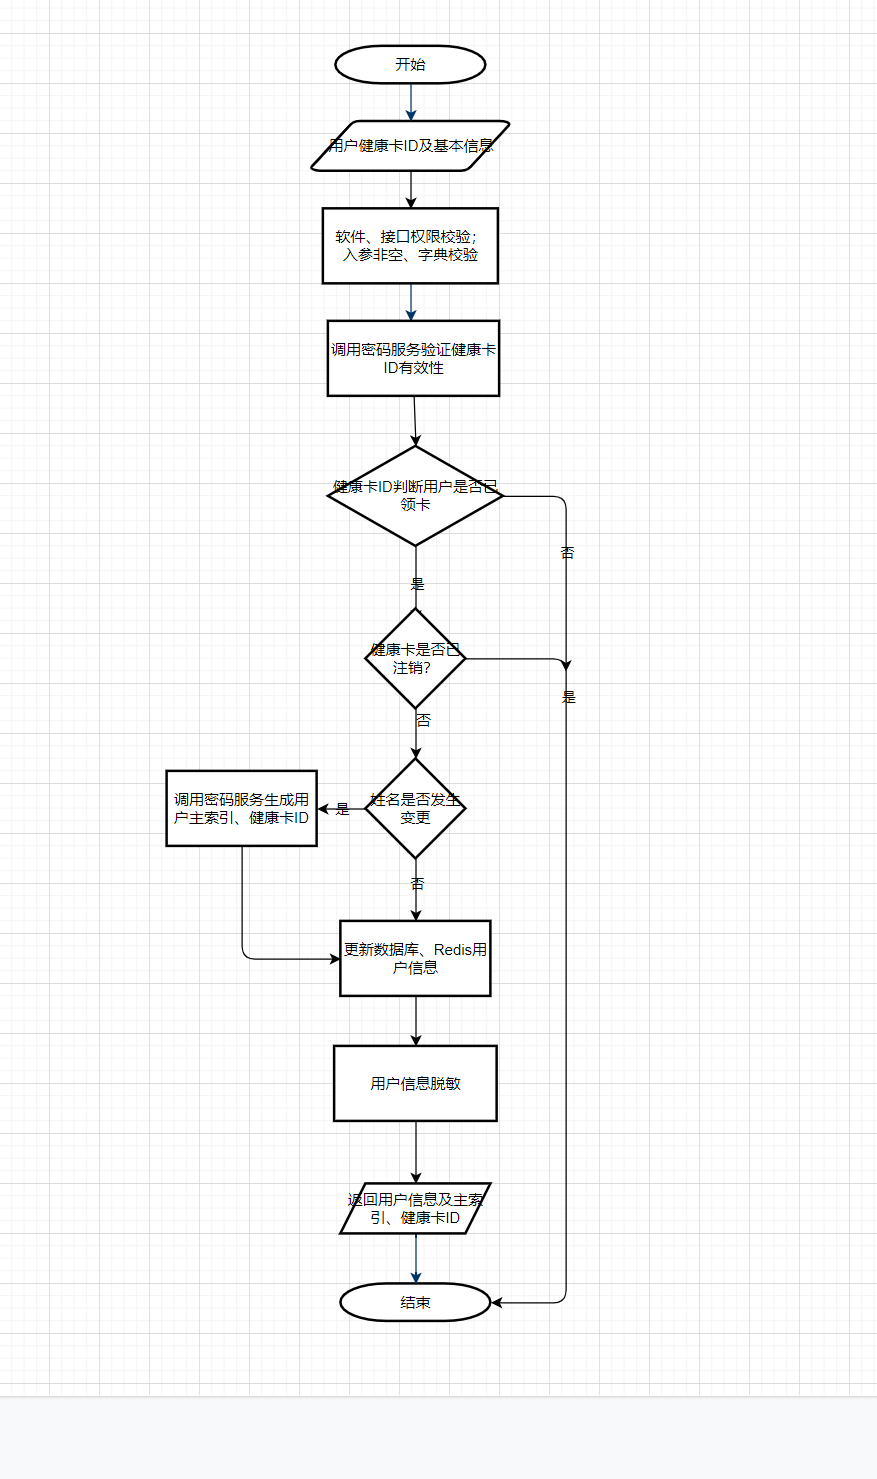 开始
用户健康卡ID及基本信息
软件、接口权限校验；
入参非空、字典校验
调用密码服务验证健康卡
ID有效性
健康卡ID判断用户是否已
领卡
否
是
健康卡是否已
注销?
是
否
姓名是否发生
变更
是
调用密码服务生成用
户主索引、健康卡ID
否
更新数据库、Redis用
户信息
用户信息脱敏
返回用户信息及主索
引、健康卡ID
结束